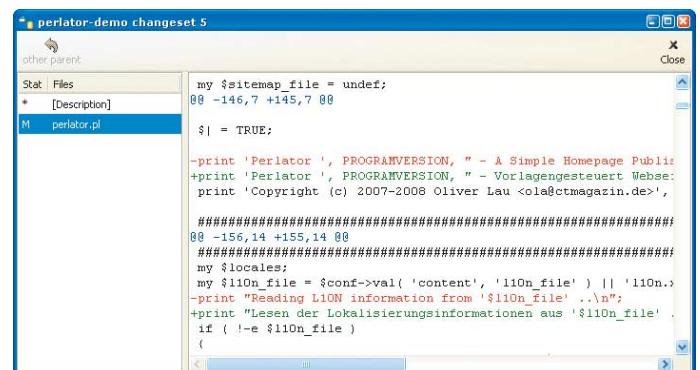 perlator-demo changeset 5
other parent
Close
Stat Files
* [Description]
M perlator.pl
my $sitemap_file = undef;
@@ -146,7 +145,7 @@
$| = TRUE;
-print 'Perlator ', PROGRAMVERSION, " - A Simple Homepage
+print 'Perlator ', PROGRAMVERSION, " - Vorlagengesteuert
print 'Copyright (c) 2007-2008 Oliver Lau <ola@ctmagazin.de>',
##############################################################
@@ -156,14 +155,14 @@
##############################################################
my $locales;
my $l10n_file = $conf->val( 'content', 'l10n_file' ) || 'l10n.
-print "Reading L10N information from '$l10n_file' ..\n";
+print "Lesen der Lokalisierungsinformationen aus '$l10n_file' .
if ( !-e $l10n_file )
{